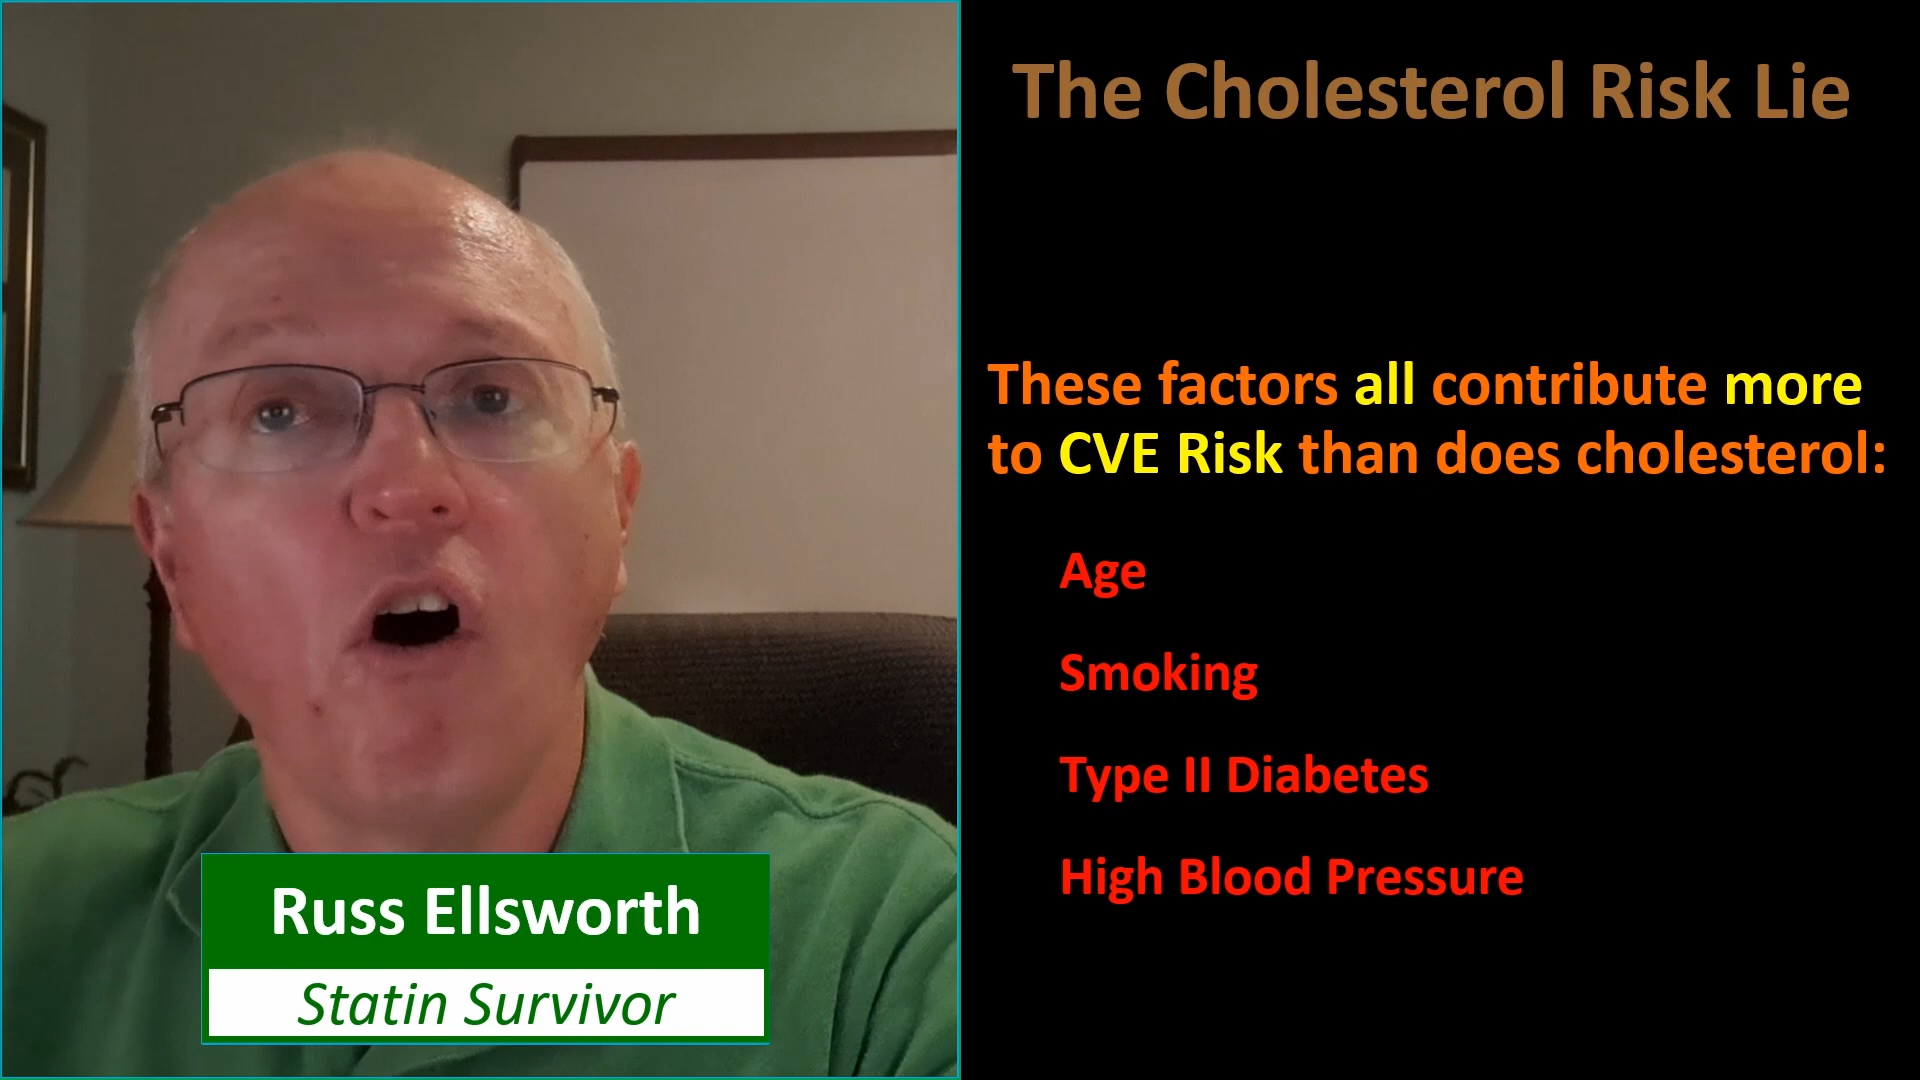 The Cholesterol Risk Lie
These factors all contribute more
to CVE Risk than does cholesterol:
Age
Smoking
Type II Diabetes
High Blood Pressure
Russ Ellsworth
Statin Survivor